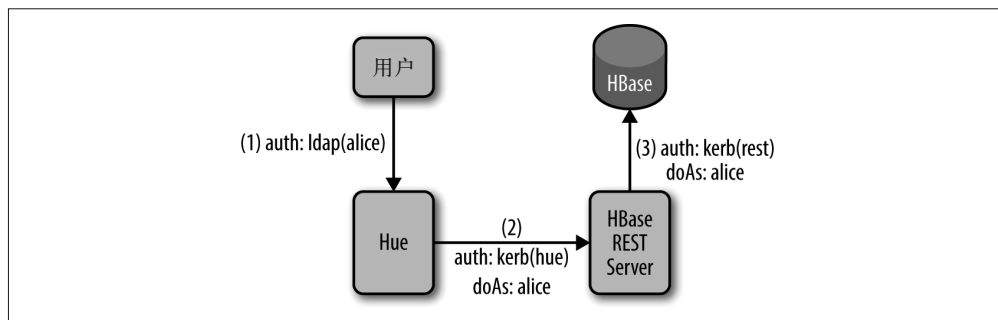 用户
HBase
(1) auth: ldap(alice)
(3) auth: kerb(rest)
doAs: alice
Hue
(2)
auth: kerb(hue)
doAs: alice
HBase
REST
Server